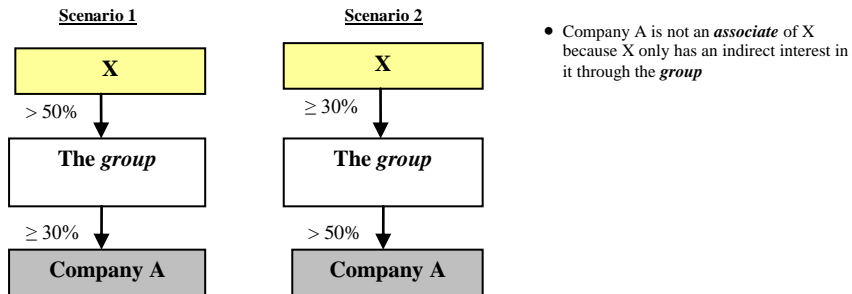 Scenario 1
X
> 50%
The group
≥ 30%
Company A
Scenario 2
X
≥ 30%
The group
> 50%
Company A
• Company A is not an associate of X
because X only has an indirect interest in
it through the group